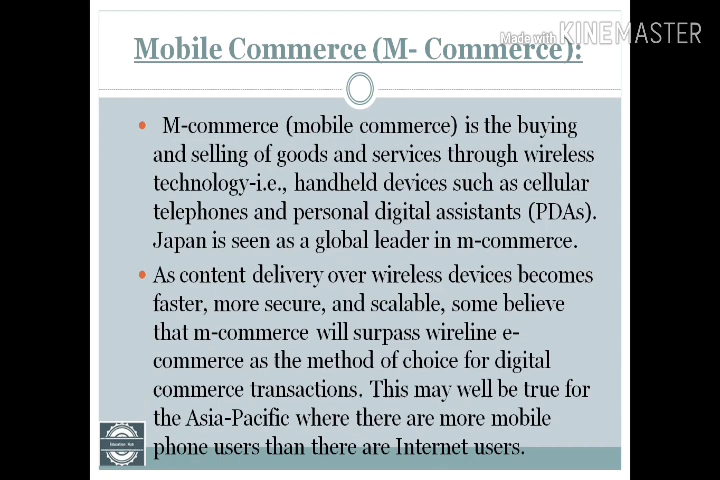 Made with KINEMASTER
Mobile Commerce (M- Commerce):
• M-commerce (mobile commerce) is the buying
and selling of goods and services through wireless
technology-i.e., handheld devices such as cellular
telephones and personal digital assistants (PDAs).
Japan is seen as a global leader in m-commerce.
• As content delivery over wireless devices becomes
faster, more secure, and scalable, some believe
that m-commerce will surpass wireline e-
commerce as the method of choice for digital
commerce transactions. This may well be true for
the Asia-Pacific where there are more mobile
phone users than there are Internet users.
Education Hub